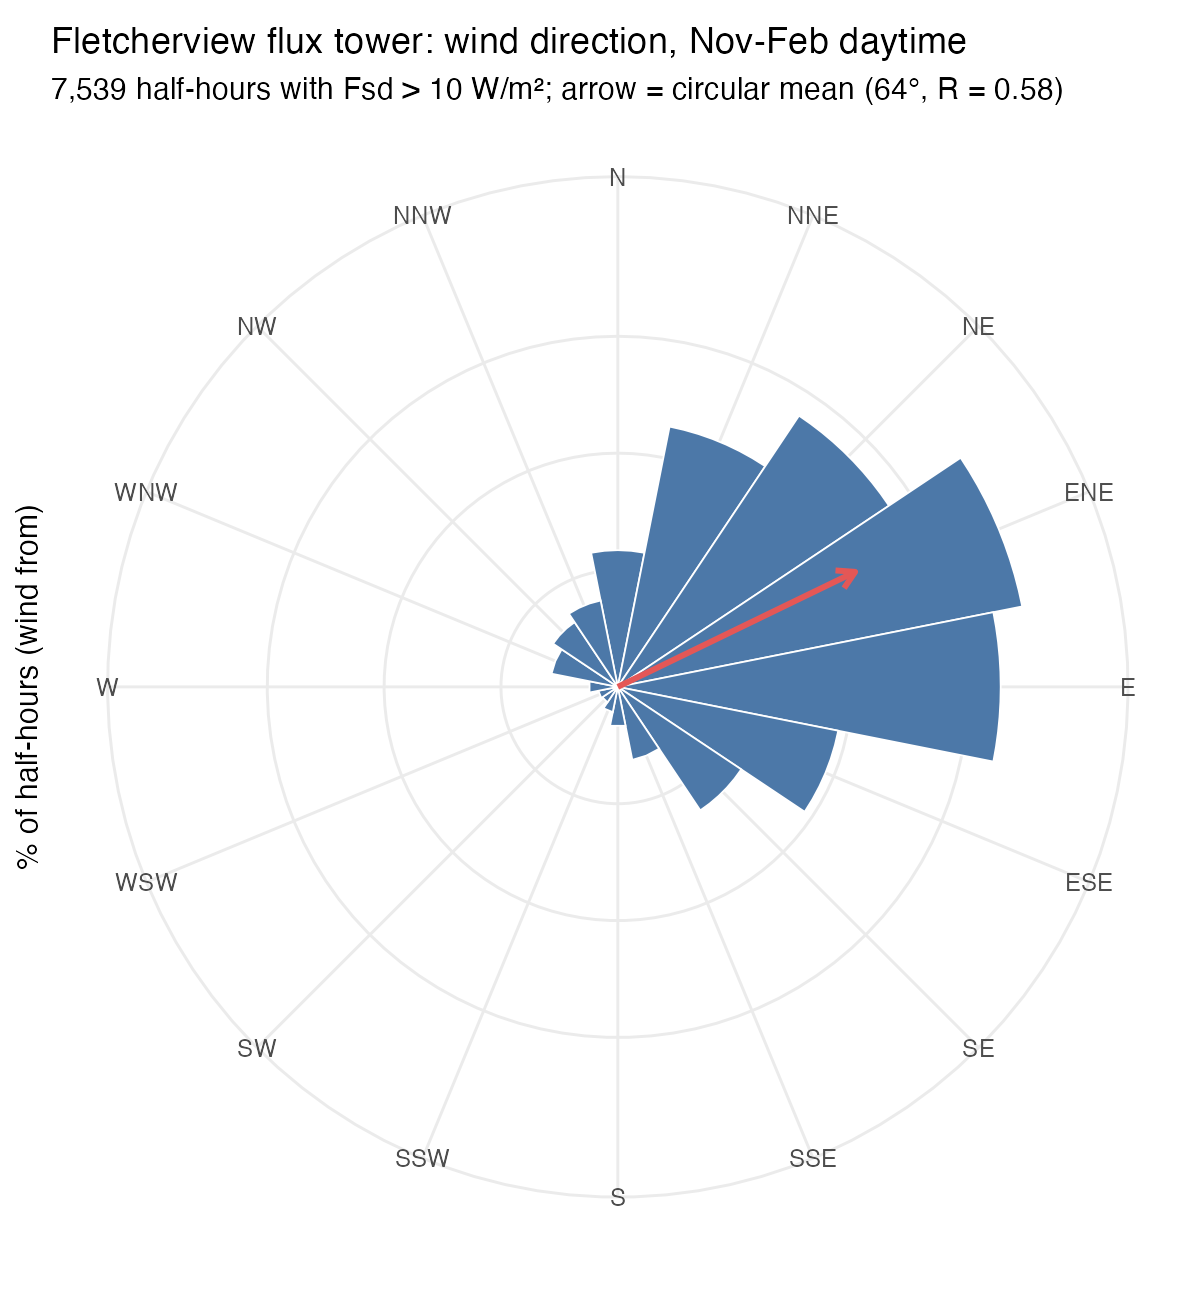 Fletcherview flux tower: wind direction, Nov-Feb daytime
7,539 half-hours with Fsd > 10 W/m²; arrow = circular mean (64°, R = 0.58)
N
NNW
NNE
NW
NE
WNW
ENE
% of half-hours (wind from)
W
E
WSW
ESE
SW
SE
SSW
SSE
S